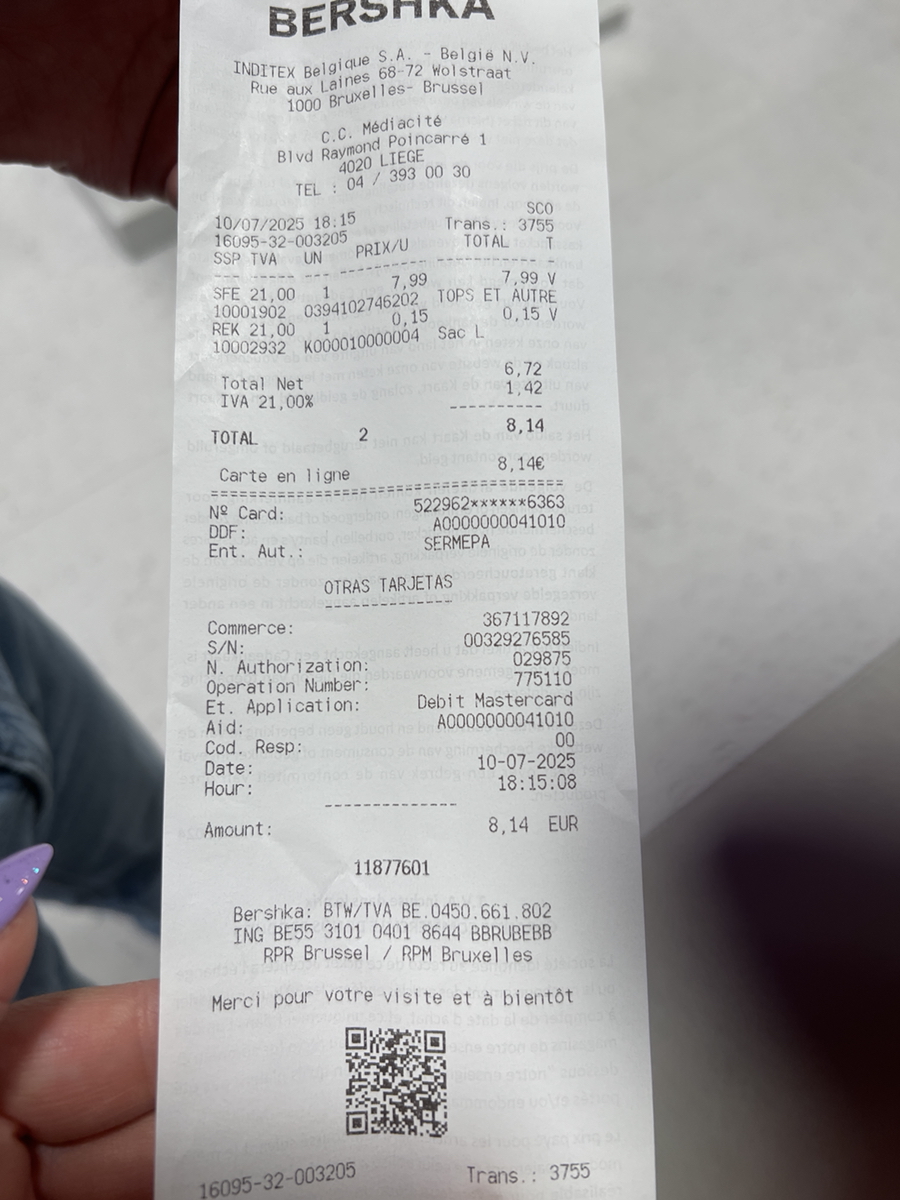 BERSHKA
INDITEX Belgique S.A. - België N.V.
Rue aux Laines 68-72 Wolstraat
1000 Bruxelles- Brussel
C.C. Médiacité
Blvd Raymond Poincarré 1
4020 LIEGE
TEL : 04 / 393 00 30
SCO
10/07/2025 18:15 Trans.: 3755
16095-32-003205
SSP TVA UN PRIX/U TOTAL T
--- --- --- -------- ----------- -
SFE 21,00 1 7,99 7,99 V
10001902 0394102746202 TOPS ET AUTRE
REK 21,00 1 0,15 0,15 V
10002932 K000010000004 Sac L
Total Net 6,72
IVA 21,00% 1,42
----------
TOTAL 2 8,14
Carte en ligne 8,14€
======================================
Nº Card: 522962******6363
DDF: A0000000041010
Ent. Aut.: SERMEPA
OTRAS TARJETAS
--------------
Commerce: 367117892
S/N: 00329276585
N. Authorization: 029875
Operation Number: 775110
Et. Application: Debit Mastercard
Aid: A0000000041010
Cod. Resp: 00
Date: 10-07-2025
Hour: 18:15:08
--------------
Amount: 8,14 EUR
11877601
Bershka: BTW/TVA BE.0450.661.802
ING BE55 3101 0401 8644 BBRUBEBB
RPR Brussel / RPM Bruxelles
Merci pour votre visite et à bientôt
16095-32-003205 Trans.: 3755